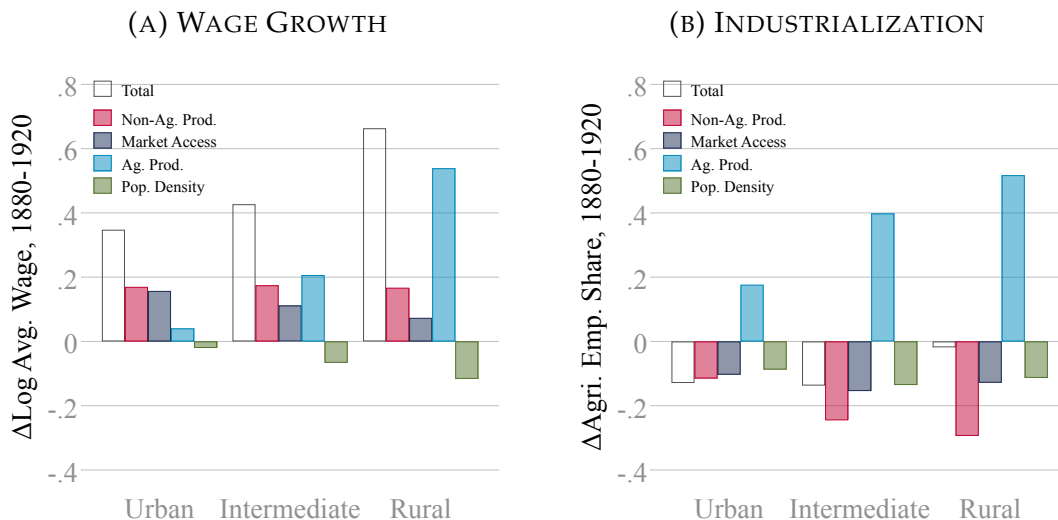 (A) WAGE GROWTH
ΔLog Avg. Wage, 1880-1920
.8
.6
.4
.2
0
-.2
-.4
Total
Non-Ag. Prod.
Market Access
Ag. Prod.
Pop. Density
Urban Intermediate Rural
(B) INDUSTRIALIZATION
ΔAgri. Emp. Share, 1880-1920
.8
.6
.4
.2
0
-.2
-.4
Total
Non-Ag. Prod.
Market Access
Ag. Prod.
Pop. Density
Urban Intermediate Rural